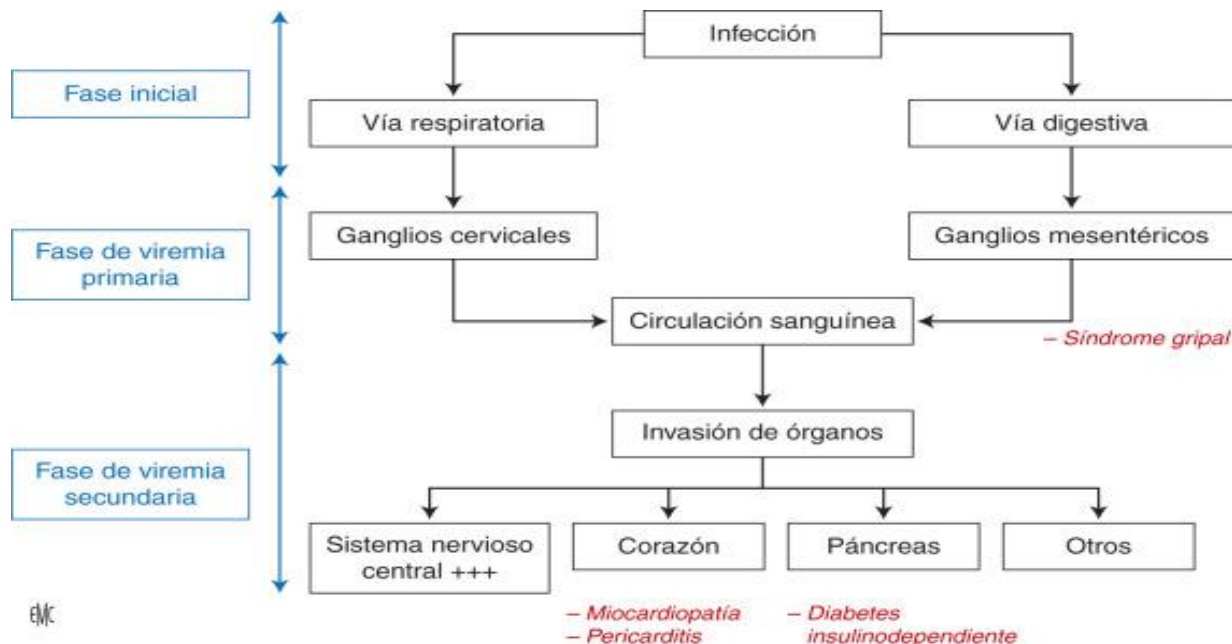 Infección
Fase inicial
Vía respiratoria
Vía digestiva
Fase de viremia
primaria
Ganglios cervicales
Ganglios mesentéricos
Circulación sanguínea
– Síndrome gripal
Fase de viremia
secundaria
Invasión de órganos
Sistema nervioso
central +++
Corazón
Páncreas
Otros
– Miocardiopatía
– Pericarditis
– Diabetes
insulinodependiente
EMC